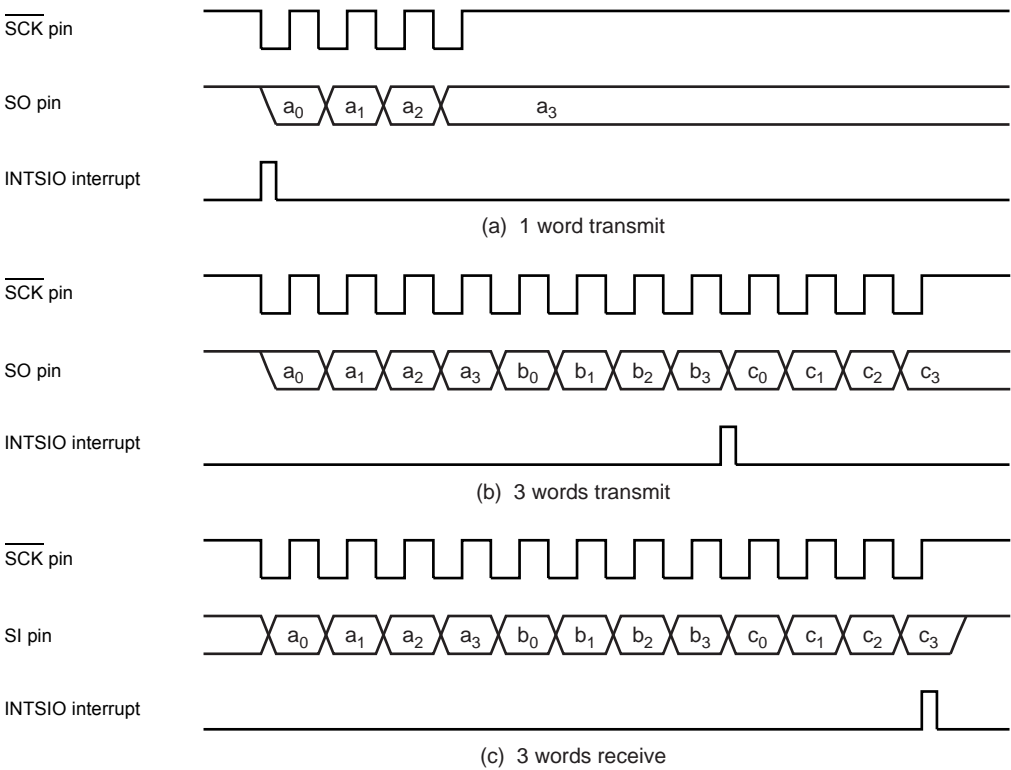 SCK pin
SO pin a₀ a₁ a₂ a₃
INTSIO interrupt
(a) 1 word transmit
SCK pin
SO pin a₀ a₁ a₂ a₃ b₀ b₁ b₂ b₃ c₀ c₁ c₂ c₃
INTSIO interrupt
(b) 3 words transmit
SCK pin
SI pin a₀ a₁ a₂ a₃ b₀ b₁ b₂ b₃ c₀ c₁ c₂ c₃
INTSIO interrupt
(c) 3 words receive